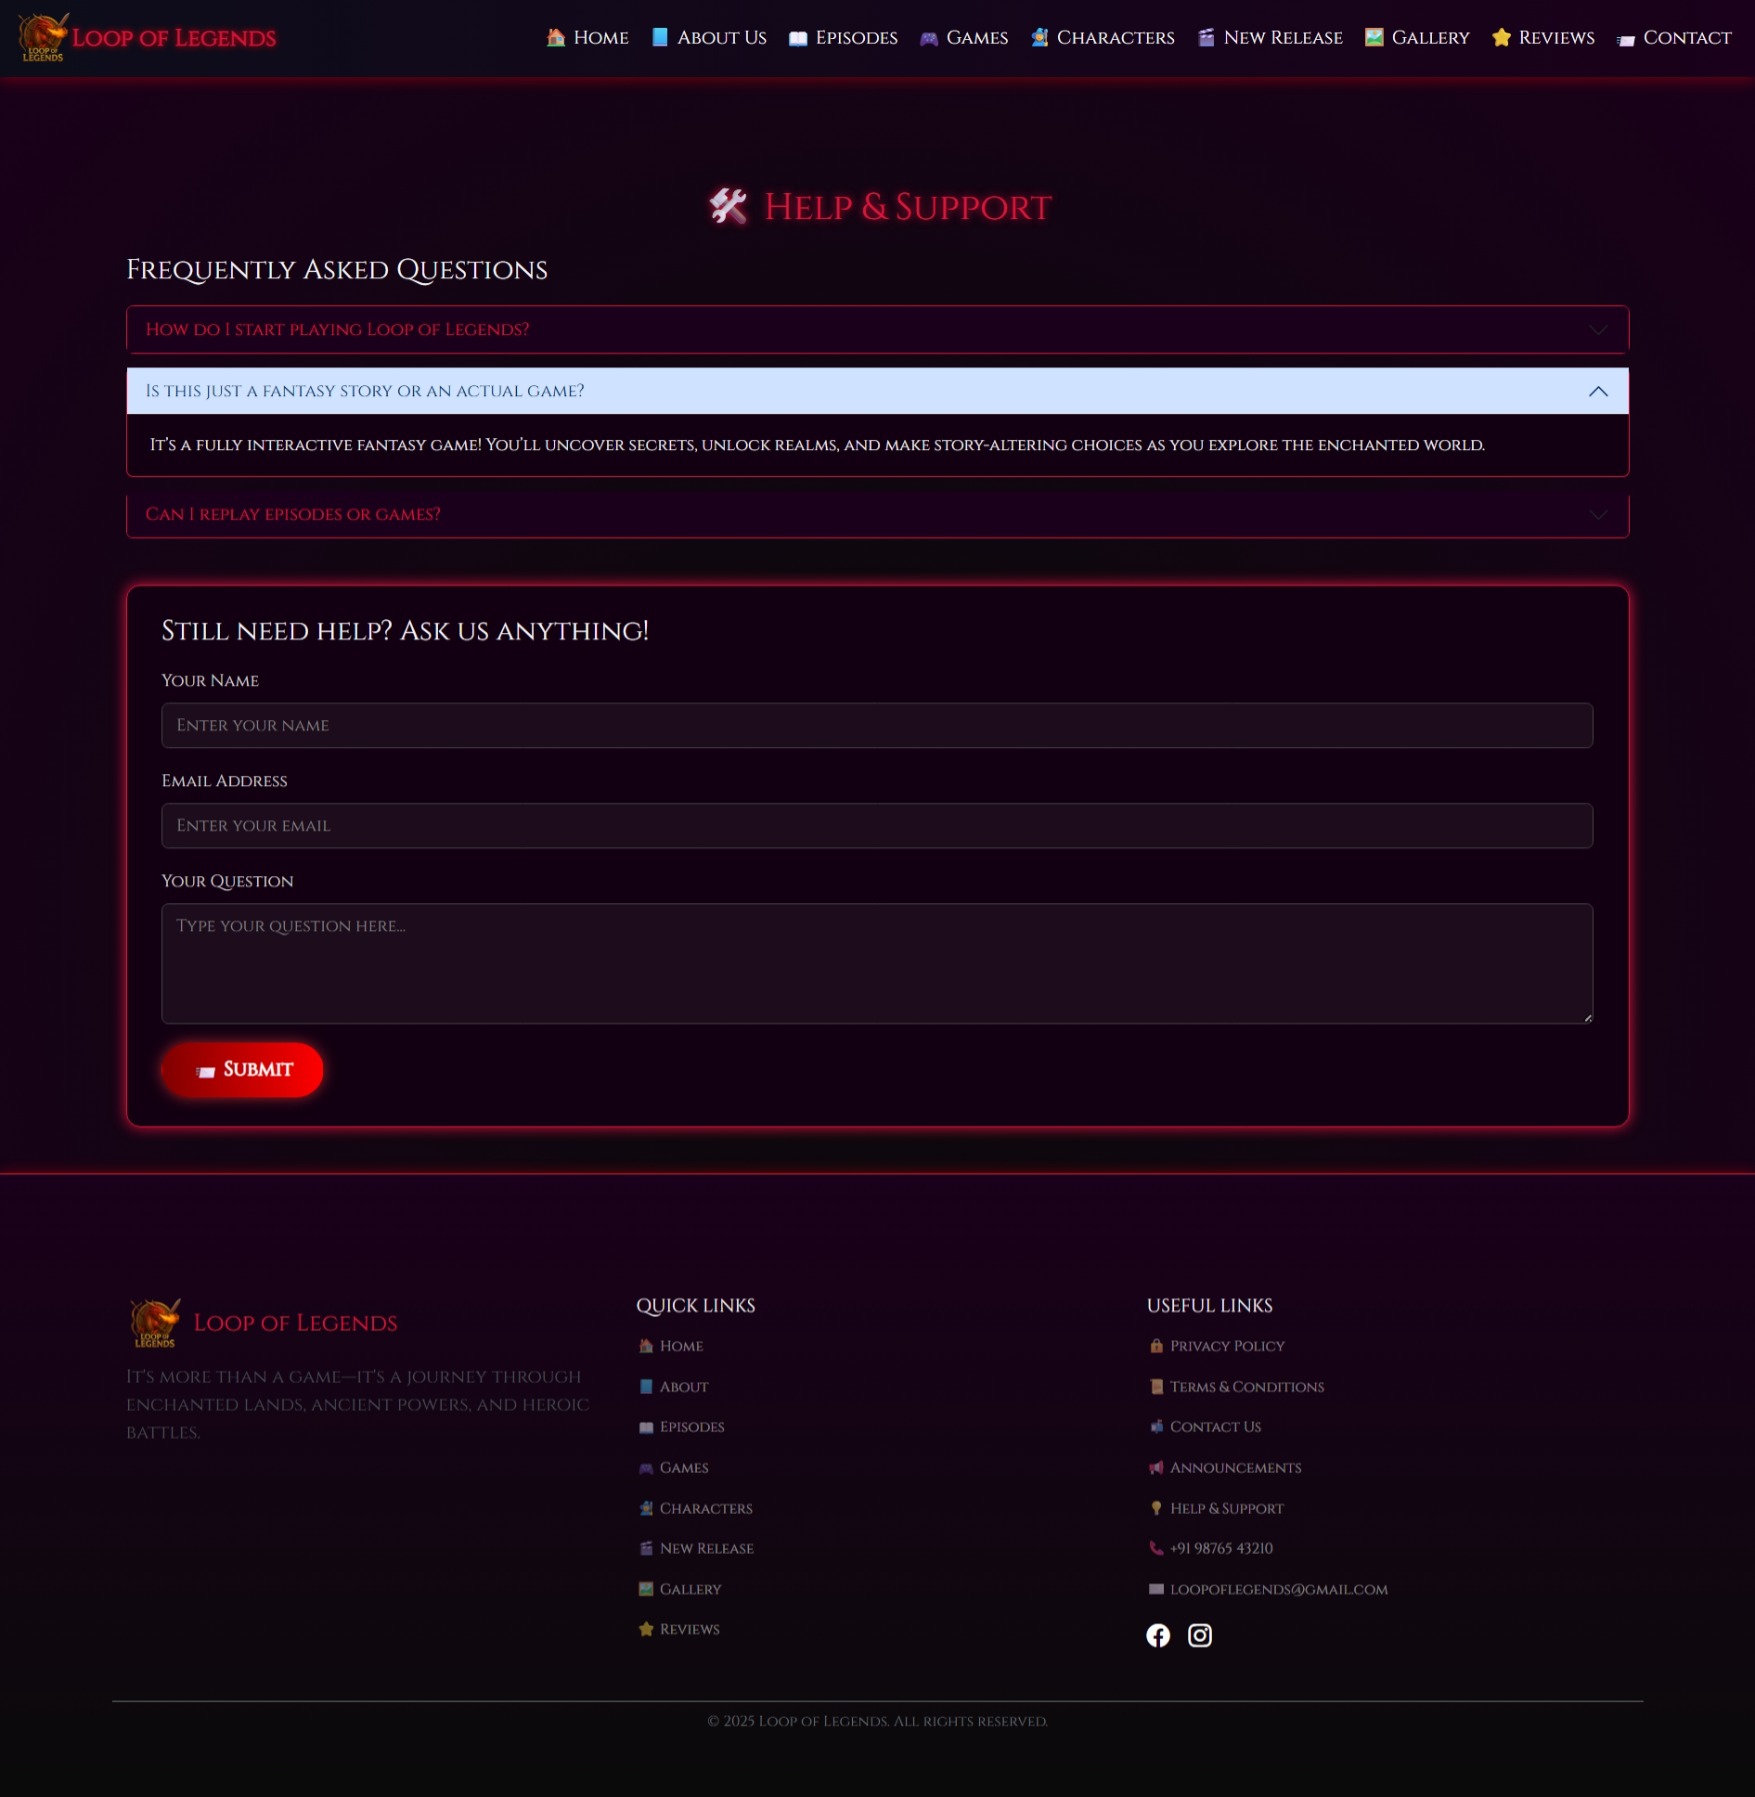 LOOP OF LEGENDS
Loop of Legends
Home
About Us
Episodes
Games
Characters
New Release
Gallery
Reviews
Contact
Help & Support
Frequently Asked Questions
How do I start playing Loop of Legends?
Is this just a fantasy story or an actual game?
It's a fully interactive fantasy game! You'll uncover secrets, unlock realms, and make story-altering choices as you explore the enchanted world.
Can I replay episodes or games?
Still need help? Ask us anything!
Your Name
Enter your name
Email Address
Enter your email
Your Question
Type your question here...
Submit
LOOP OF LEGENDS
Loop of Legends
It's more than a game—it's a journey through
enchanted lands, ancient powers, and heroic
battles.
QUICK LINKS
Home
About
Episodes
Games
Characters
New Release
Gallery
Reviews
USEFUL LINKS
Privacy Policy
Terms & Conditions
Contact Us
Announcements
Help & Support
+91 98765 43210
loopoflegends@gmail.com
© 2025 Loop of Legends. All rights reserved.